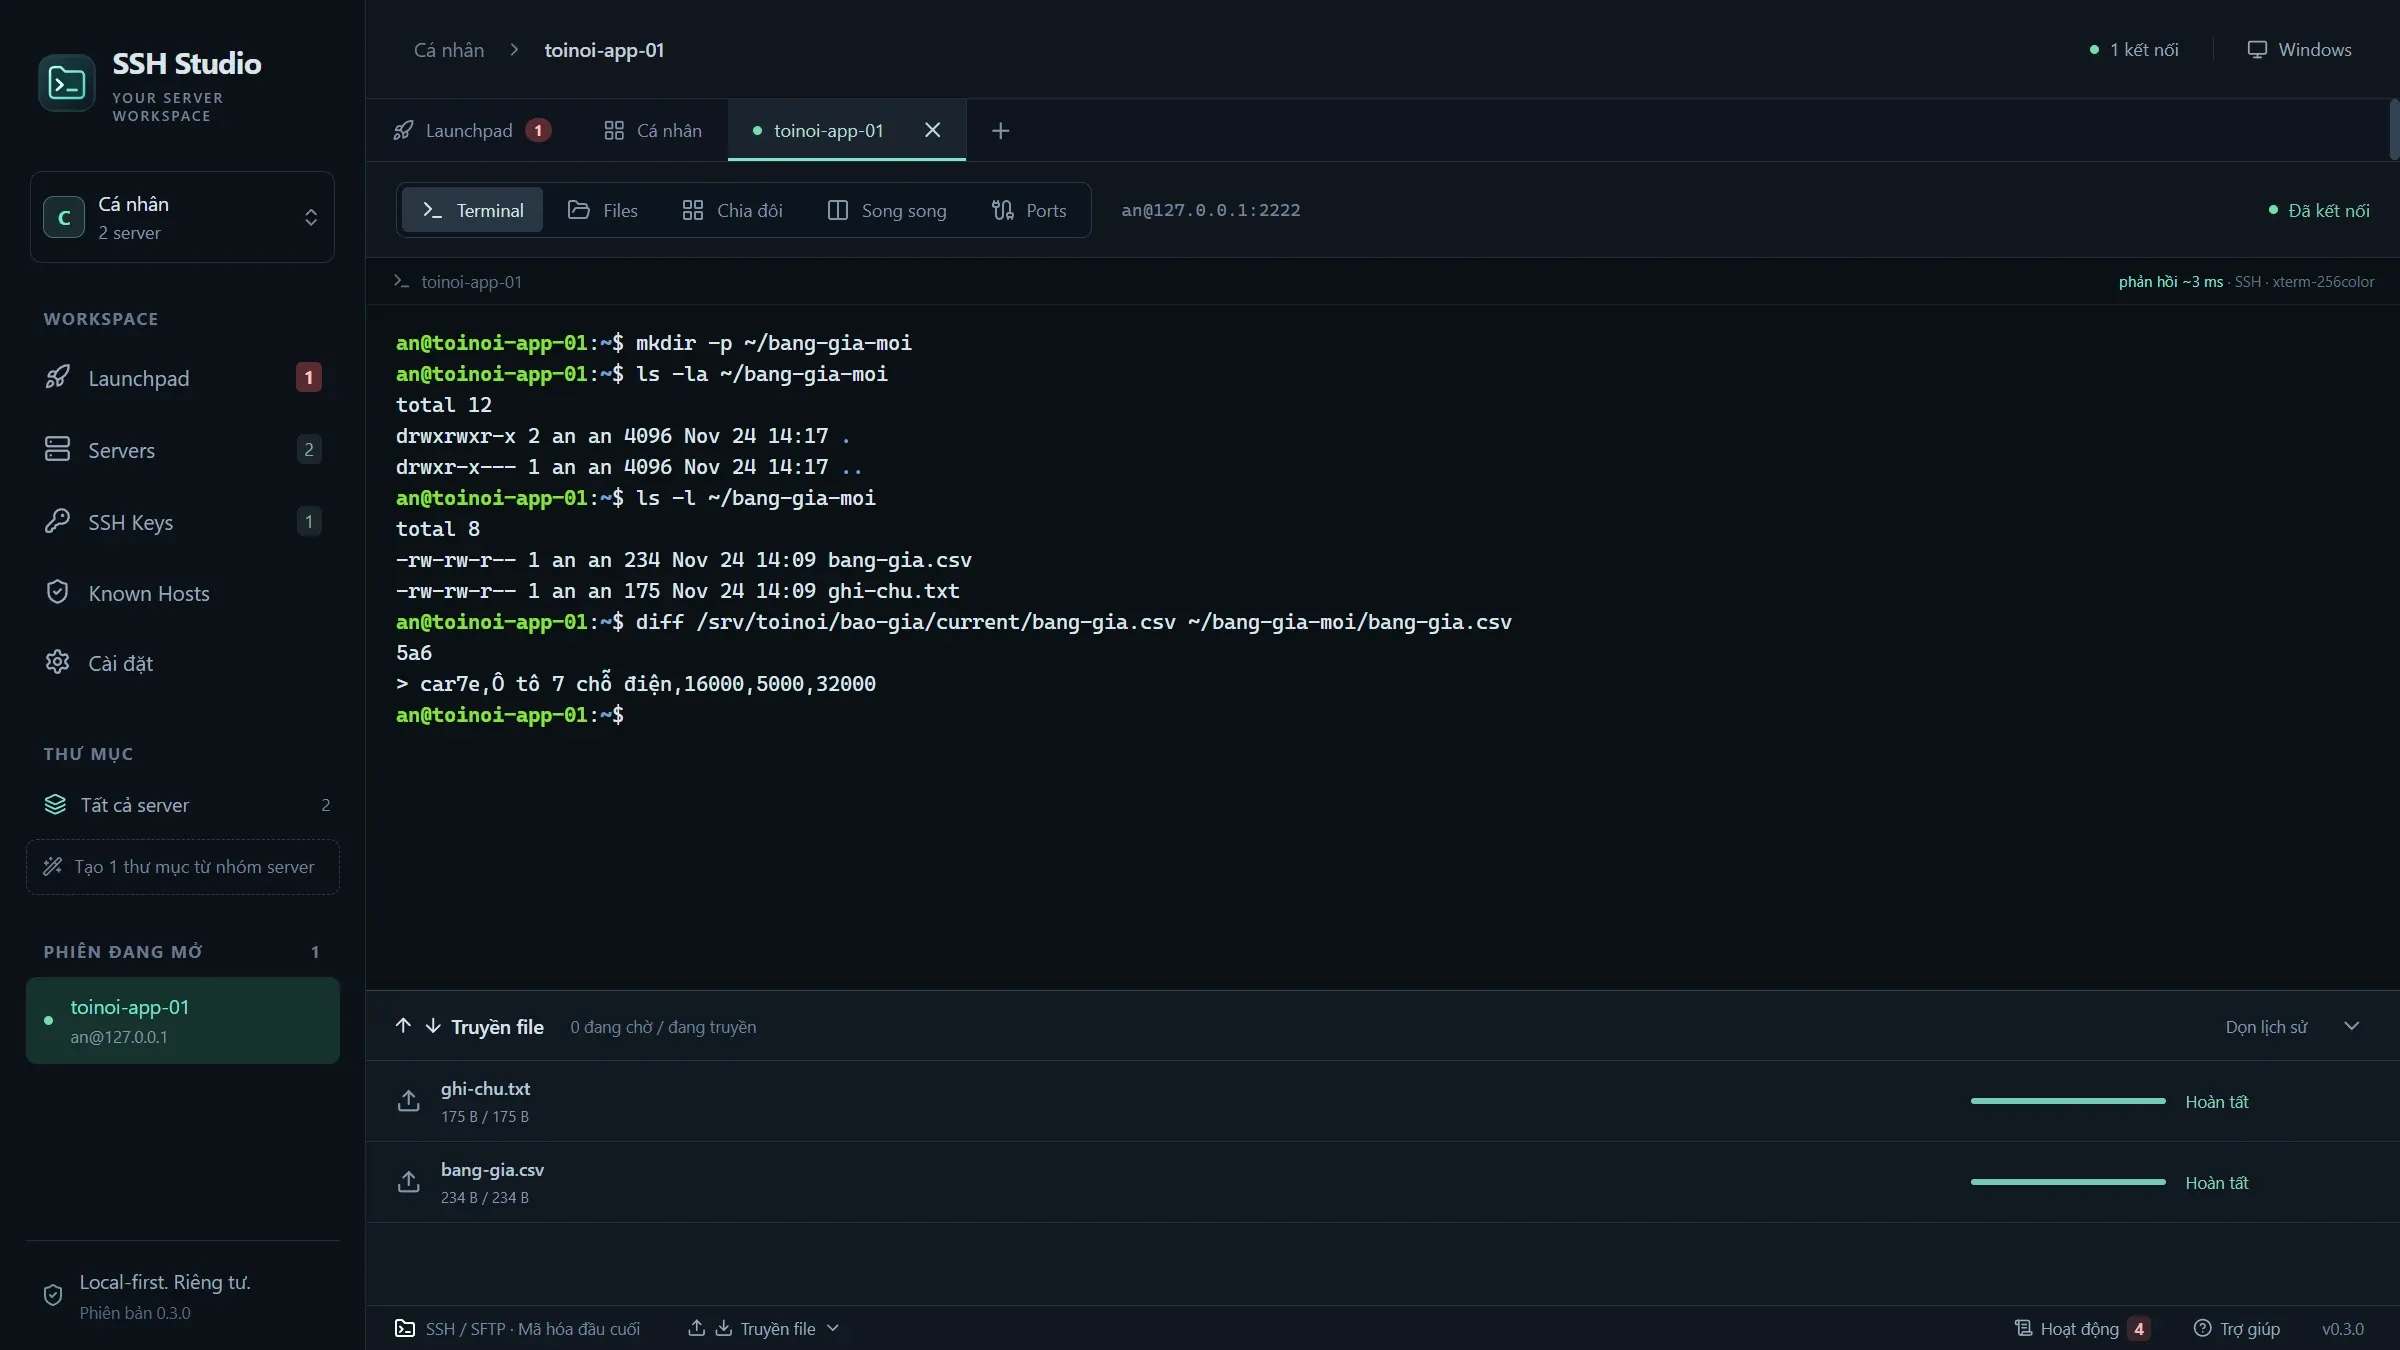 SSH Studio
YOUR SERVER
WORKSPACE
C
Cá nhân
2 server
WORKSPACE
Launchpad 1
Servers 2
SSH Keys 1
Known Hosts
Cài đặt
THƯ MỤC
Tất cả server 2
Tạo 1 thư mục từ nhóm server
PHIÊN ĐANG MỞ 1
toinoi-app-01
an@127.0.0.1
Local-first. Riêng tư.
Phiên bản 0.3.0
Cá nhân > toinoi-app-01
1 kết nối
Windows
Launchpad 1
Cá nhân
toinoi-app-01
Terminal
Files
Chia đôi
Song song
Ports
an@127.0.0.1:2222
Đã kết nối
toinoi-app-01
phản hồi ~3 ms · SSH · xterm-256color
an@toinoi-app-01:~$ mkdir -p ~/bang-gia-moi
an@toinoi-app-01:~$ ls -la ~/bang-gia-moi
total 12
drwxrwxr-x 2 an an 4096 Nov 24 14:17 .
drwxr-x--- 1 an an 4096 Nov 24 14:17 ..
an@toinoi-app-01:~$ ls -l ~/bang-gia-moi
total 8
-rw-rw-r-- 1 an an 234 Nov 24 14:09 bang-gia.csv
-rw-rw-r-- 1 an an 175 Nov 24 14:09 ghi-chu.txt
an@toinoi-app-01:~$ diff /srv/toinoi/bao-gia/current/bang-gia.csv ~/bang-gia-moi/bang-gia.csv
5a6
> car7e,Ô tô 7 chỗ điện,16000,5000,32000
an@toinoi-app-01:~$
Truyền file 0 đang chờ / đang truyền
Dọn lịch sử
ghi-chu.txt
175 B / 175 B
Hoàn tất
bang-gia.csv
234 B / 234 B
Hoàn tất
SSH / SFTP · Mã hóa đầu cuối
Truyền file
Hoạt động 4
Trợ giúp
v0.3.0